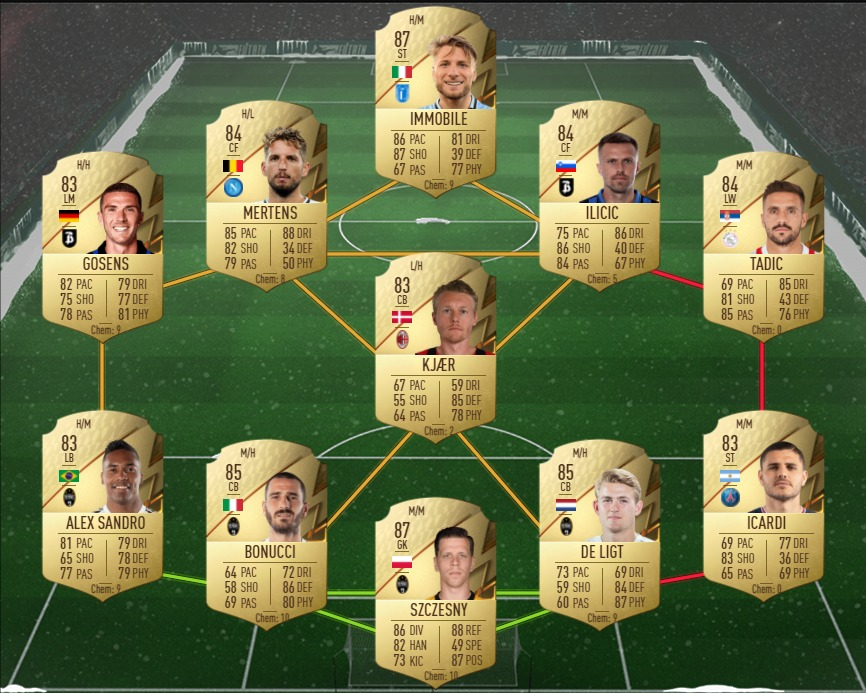 H/M
87
ST
IMMOBILE
86 PAC 81 DRI
87 SHO 39 DEF
67 PAS 77 PHY
Chem: 9
H/L
84
CF
MERTENS
85 PAC 88 DRI
82 SHO 34 DEF
79 PAS 50 PHY
Chem: 8
M/M
84
CF
ILICIC
75 PAC 86 DRI
86 SHO 40 DEF
84 PAS 67 PHY
Chem: 5
H/H
83
LM
GOSENS
82 PAC 79 DRI
75 SHO 77 DEF
78 PAS 81 PHY
Chem: 9
M/M
84
LW
TADIC
69 PAC 85 DRI
81 SHO 43 DEF
85 PAS 76 PHY
Chem: 0
L/H
83
CB
KJÆR
67 PAC 59 DRI
55 SHO 85 DEF
64 PAS 78 PHY
Chem: 2
H/M
83
LB
ALEX SANDRO
81 PAC 79 DRI
65 SHO 78 DEF
77 PAS 79 PHY
Chem: 9
M/H
85
CB
BONUCCI
64 PAC 72 DRI
58 SHO 86 DEF
69 PAS 80 PHY
Chem: 10
M/H
85
CB
DE LIGT
73 PAC 69 DRI
59 SHO 84 DEF
60 PAS 87 PHY
Chem: 9
M/M
83
ST
ICARDI
69 PAC 77 DRI
83 SHO 36 DEF
65 PAS 69 PHY
Chem: 0
M/M
87
GK
SZCZESNY
86 DIV 88 REF
82 HAN 49 SPE
73 KIC 87 POS
Chem: 10